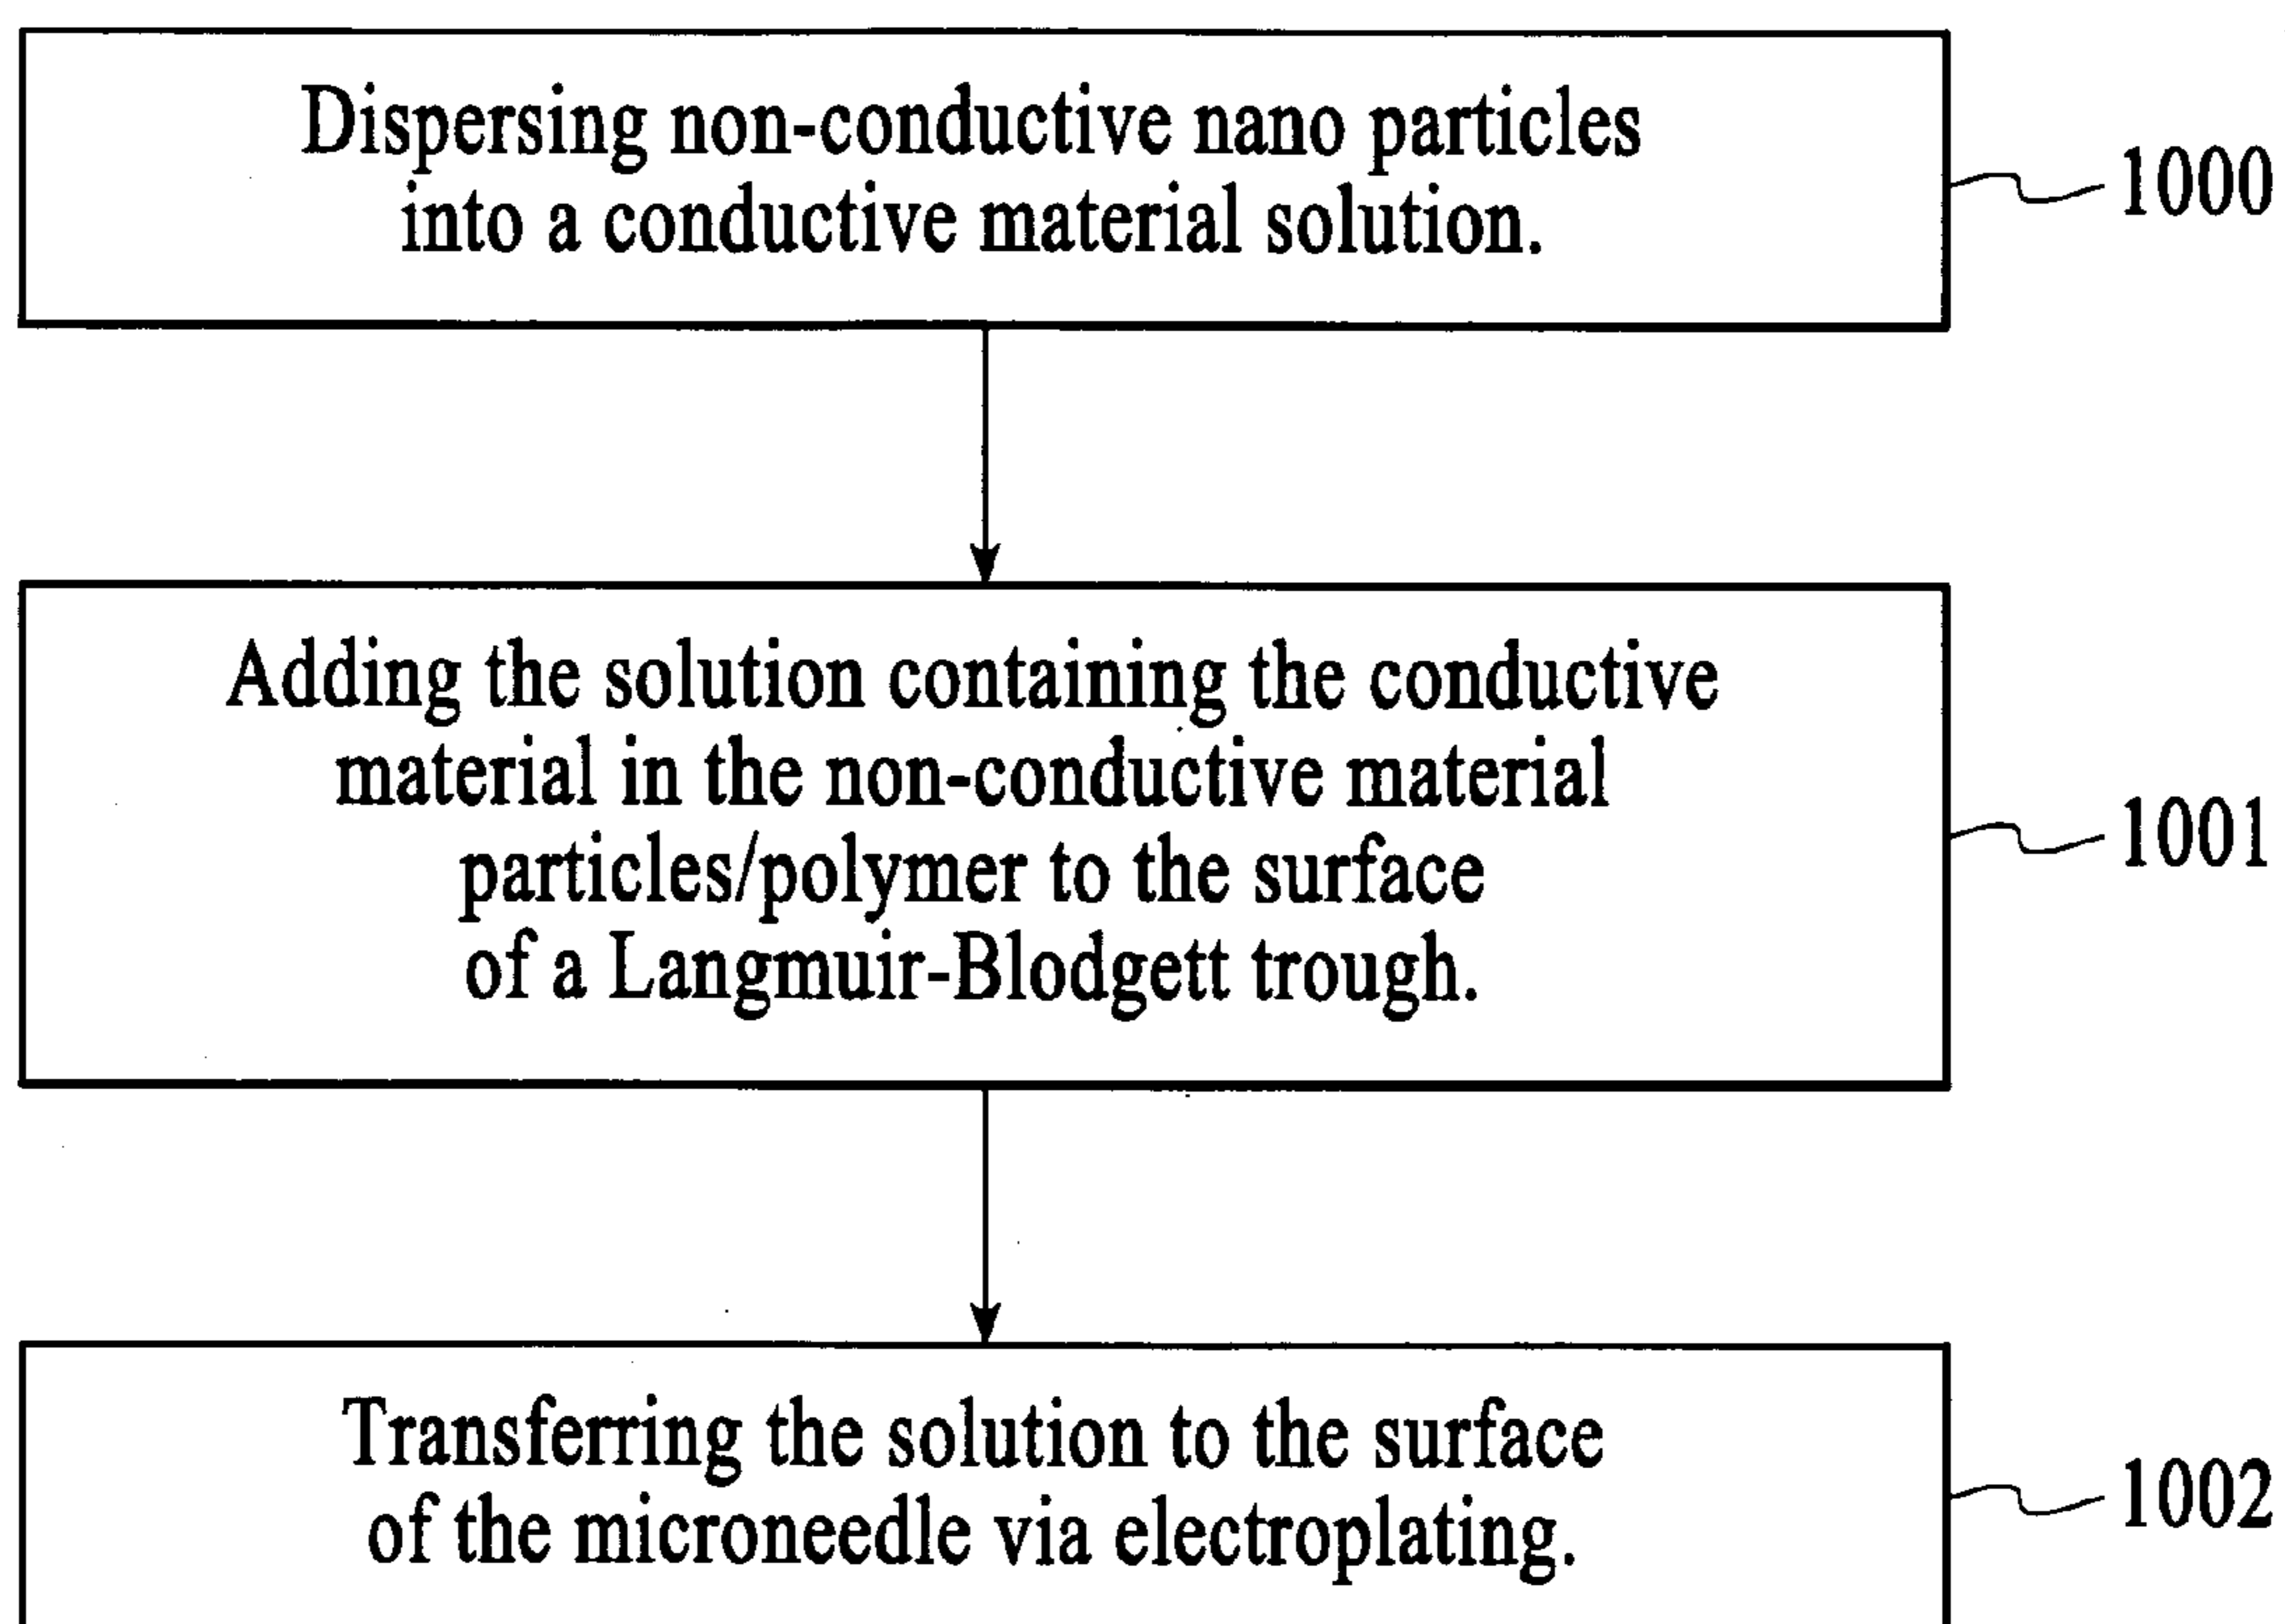 Dispersing non-conductive nano particles
into a conductive material solution.
1000
Adding the solution containing the conductive
material in the non-conductive material
particles/polymer to the surface
of a Langmuir-Blodgett trough.
1001
Transferring the solution to the surface
of the microneedle via electroplating.
1002